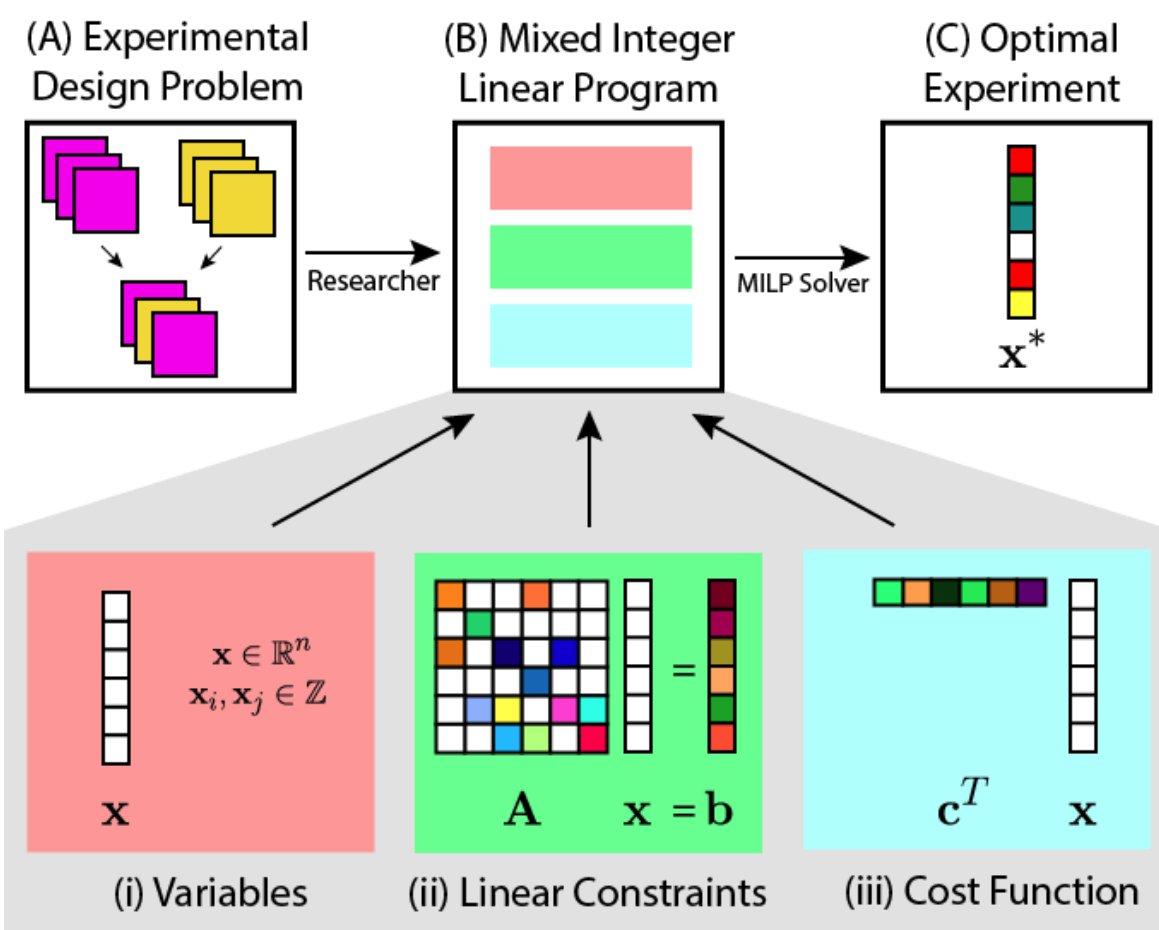 (A) Experimental
Design Problem
(B) Mixed Integer
Linear Program
(C) Optimal
Experiment
Researcher
MILP Solver
𝐱*
𝐱 ∈ ℝⁿ
𝐱ᵢ, 𝐱ⱼ ∈ ℤ
𝐱
=
𝐀 𝐱 = 𝐛
𝐜ᵀ 𝐱
(i) Variables
(ii) Linear Constraints
(iii) Cost Function